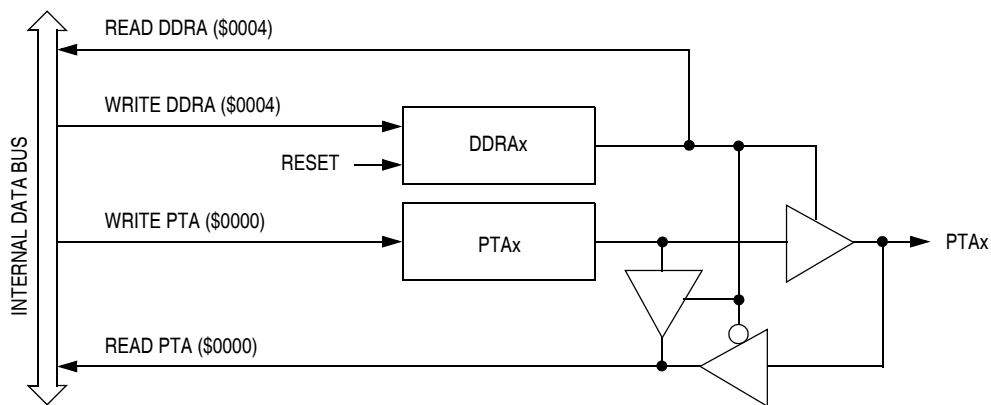 READ DDRA ($0004)
WRITE DDRA ($0004)
DDRAx
RESET
INTERNAL DATA BUS
WRITE PTA ($0000)
PTAx
PTAx
READ PTA ($0000)